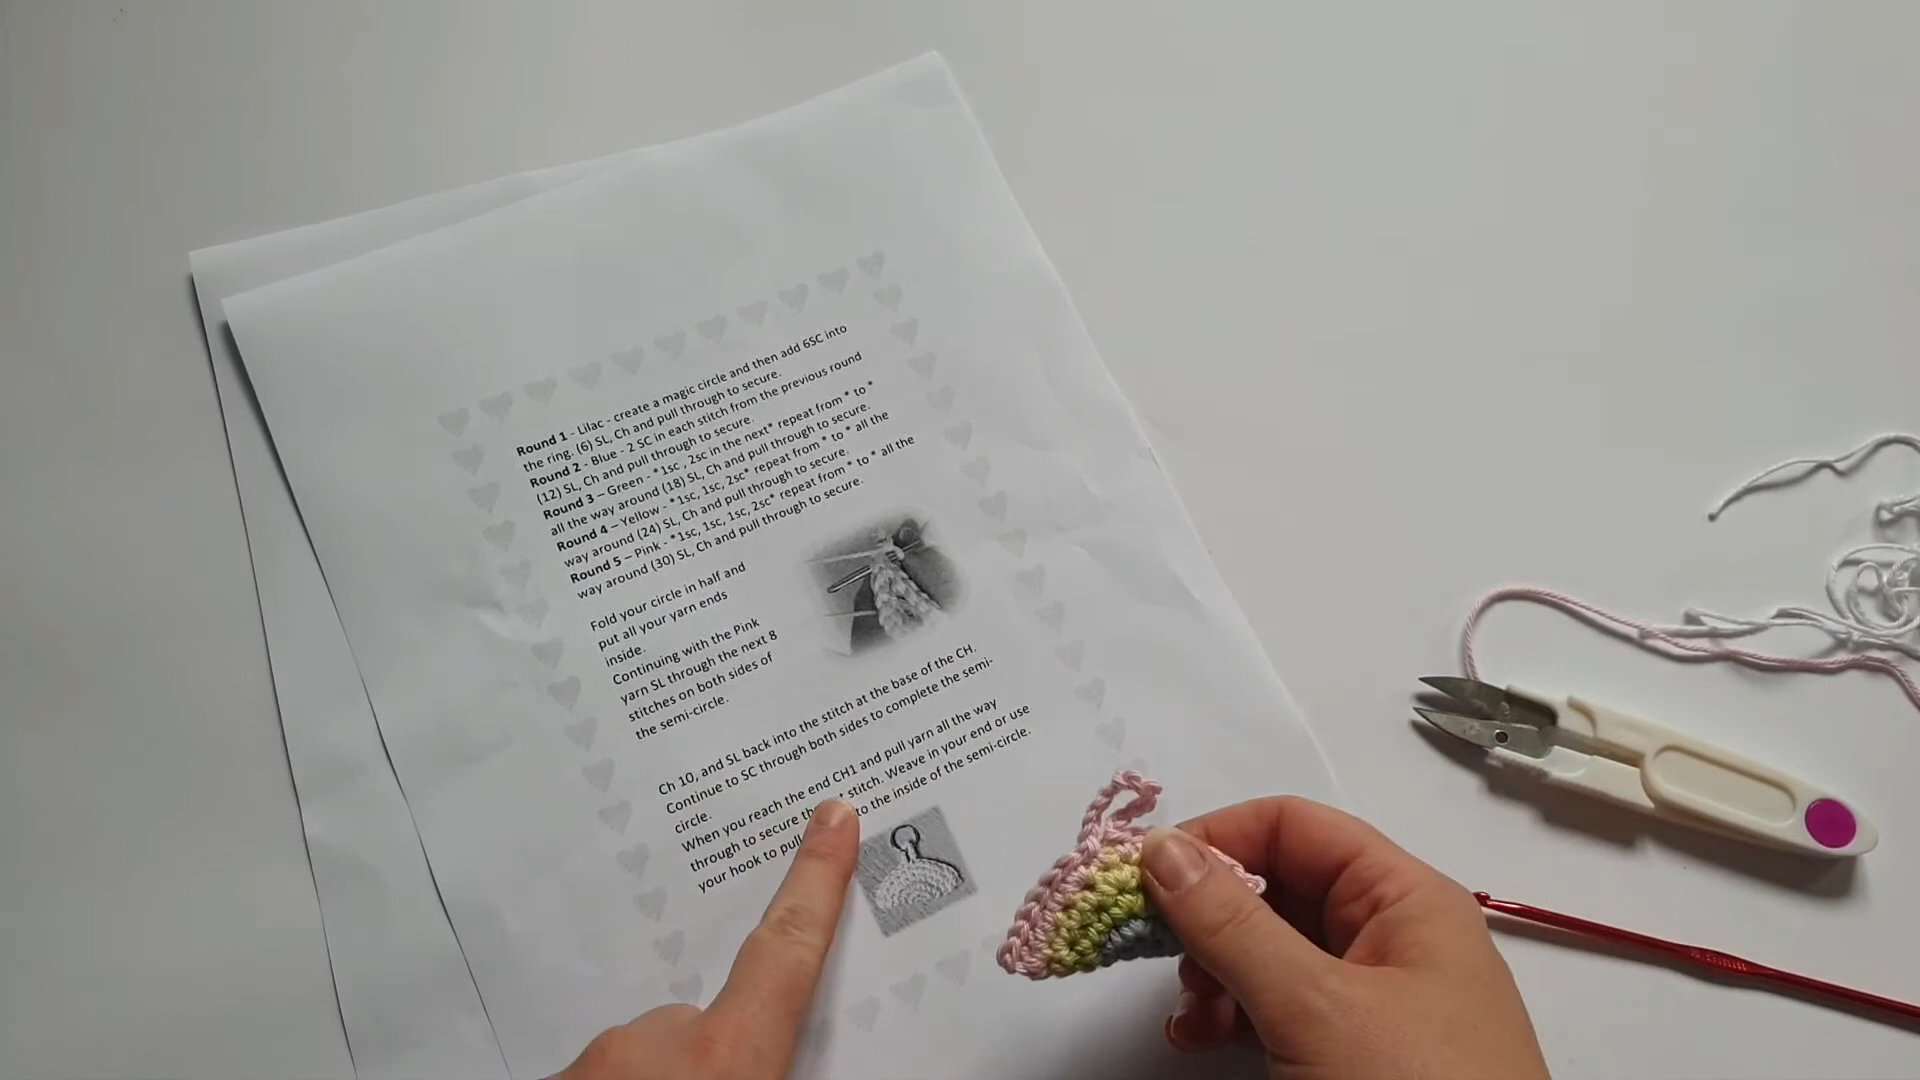 Round 1 - Lilac - create a magic circle and then add 6SC into
the ring. (6) SL, Ch and pull through to secure.
Round 2 - Blue - 2 SC in each stitch from the previous round
(12) SL, Ch and pull through to secure.
Round 3 – Green - *1sc , 2sc in the next* repeat from * to *
all the way around (18) SL, Ch and pull through to secure.
Round 4 – Yellow - *1sc, 1sc, 2sc* repeat from * to * all the
way around (24) SL, Ch and pull through to secure.
Round 5 – Pink - *1sc, 1sc, 1sc, 2sc* repeat from * to * all the
way around (30) SL, Ch and pull through to secure.
Fold your circle in half and
put all your yarn ends
inside.
Continuing with the Pink
yarn SL through the next 8
stitches on both sides of
the semi-circle.
Ch 10, and SL back into the stitch at the base of the CH.
Continue to SC through both sides to complete the semi-
circle.
When you reach the end CH1 and pull yarn all the way
through to secure the stitch. Weave in your end or use
your hook to pull to the inside of the semi-circle.